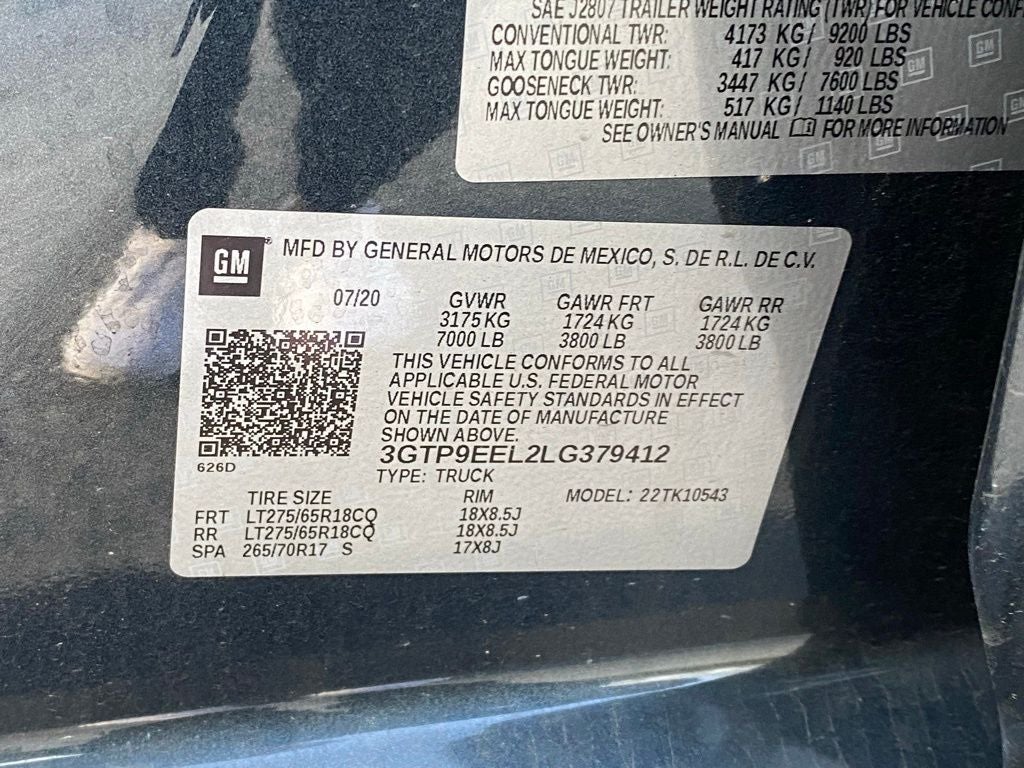 SAE J2807 TRAILER WEIGHT RATING (TWR) FOR VEHICLE
CONVENTIONAL TWR: 4173 KG/ 9200 LBS
MAX TONGUE WEIGHT: 417 KG/ 920 LBS
GOOSENECK TWR: 3447 KG/ 7600 LBS
MAX TONGUE WEIGHT: 517 KG/ 1140 LBS
SEE OWNER'S MANUAL FOR MORE INFORMATION
GM® MFD BY GENERAL MOTORS DE MEXICO, S. DE R.L. DE C.V.
07/20 GVWR GAWR FRT GAWR RR
3175 KG 1724 KG 1724 KG
7000 LB 3800 LB 3800 LB
THIS VEHICLE CONFORMS TO ALL
APPLICABLE U.S. FEDERAL MOTOR
VEHICLE SAFETY STANDARDS IN EFFECT
ON THE DATE OF MANUFACTURE
SHOWN ABOVE.
3GTP9EEL2LG379412
626D
TYPE: TRUCK
TIRE SIZE RIM MODEL: 22TK10543
FRT LT275/65R18CQ 18X8.5J
RR LT275/65R18CQ 18X8.5J
SPA 265/70R17 S 17X8J